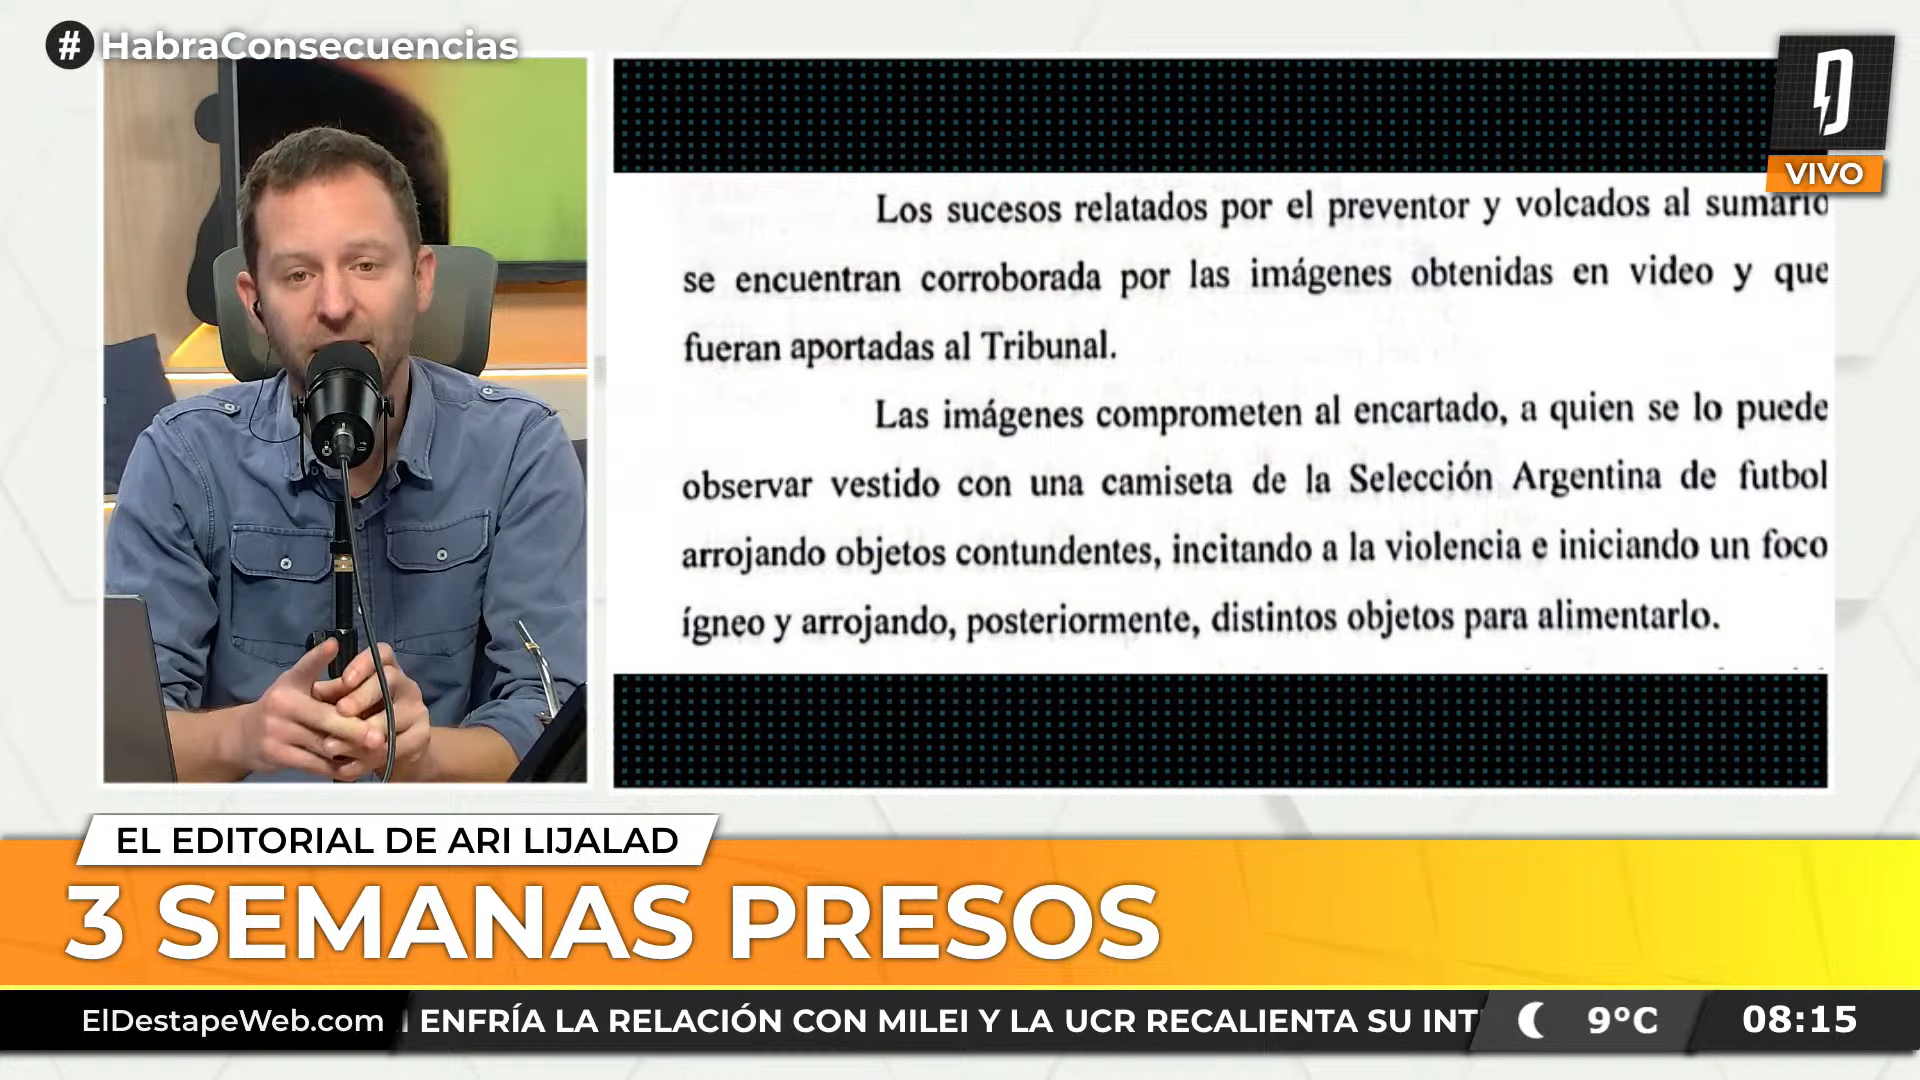 #HabraConsecuencias
VIVO
Los sucesos relatados por el preventor y volcados al sumario
se encuentran corroborada por las imágenes obtenidas en video y que
fueran aportadas al Tribunal.
Las imágenes comprometen al encartado, a quien se lo puede
observar vestido con una camiseta de la Selección Argentina de futbol
arrojando objetos contundentes, incitando a la violencia e iniciando un foco
ígneo y arrojando, posteriormente, distintos objetos para alimentarlo.
EL EDITORIAL DE ARI LIJALAD
3 SEMANAS PRESOS
ElDestapeWeb.com
ENFRÍA LA RELACIÓN CON MILEI Y LA UCR RECALIENTA SU INT
9°C
08:15